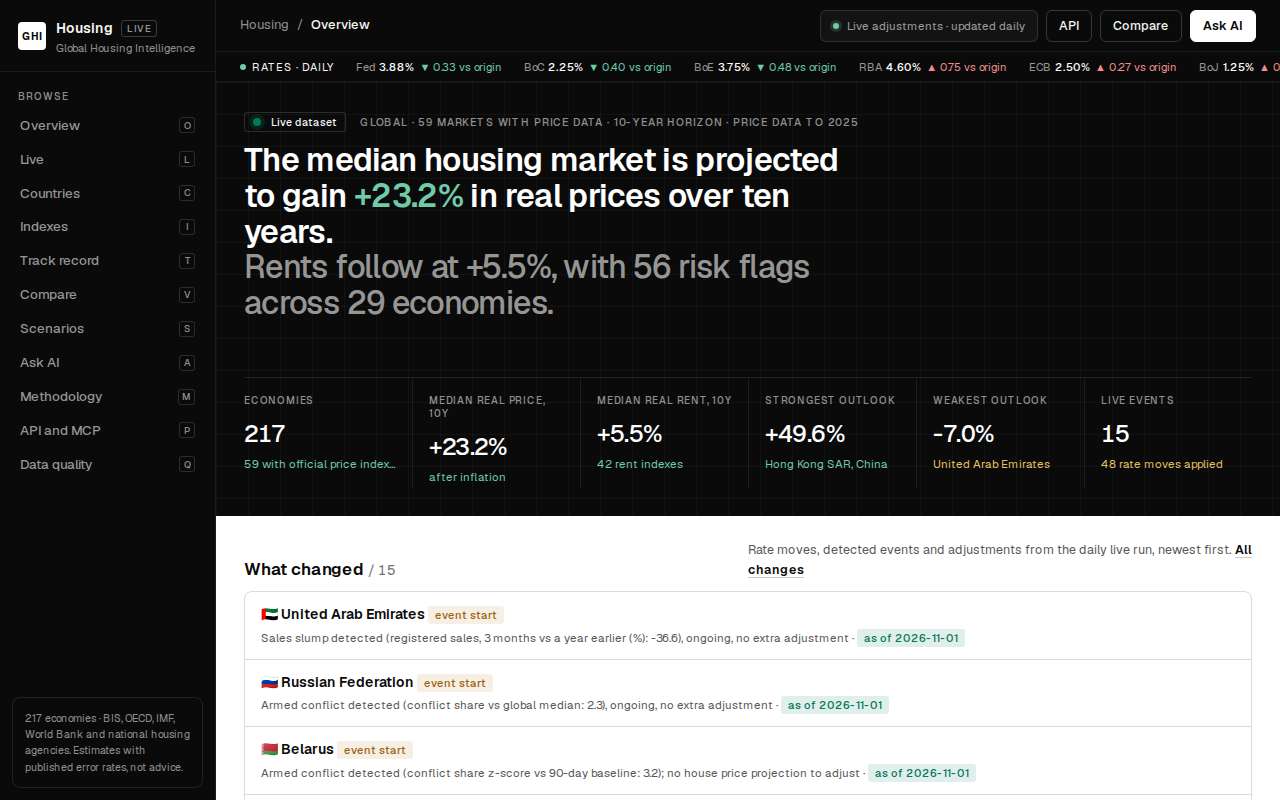 GHI
Housing LIVE
Global Housing Intelligence
BROWSE
Overview O
Live L
Countries C
Indexes I
Track record T
Compare V
Scenarios S
Ask AI A
Methodology M
API and MCP P
Data quality Q
217 economies · BIS, OECD, IMF,
World Bank and national housing
agencies. Estimates with
published error rates, not advice.
Housing / Overview
Live adjustments · updated daily
API
Compare
Ask AI
RATES · DAILY Fed 3.88% ▼ 0.33 vs origin BoC 2.25% ▼ 0.40 vs origin BoE 3.75% ▼ 0.48 vs origin RBA 4.60% ▲ 0.75 vs origin ECB 2.50% ▲ 0.27 vs origin BoJ 1.25% ▲ 0
Live dataset GLOBAL · 59 MARKETS WITH PRICE DATA · 10-YEAR HORIZON · PRICE DATA TO 2025
The median housing market is projected
to gain +23.2% in real prices over ten
years.
Rents follow at +5.5%, with 56 risk flags
across 29 economies.
ECONOMIES
217
59 with official price index…
MEDIAN REAL PRICE,
10Y
+23.2%
after inflation
MEDIAN REAL RENT, 10Y
+5.5%
42 rent indexes
STRONGEST OUTLOOK
+49.6%
Hong Kong SAR, China
WEAKEST OUTLOOK
-7.0%
United Arab Emirates
LIVE EVENTS
15
48 rate moves applied
What changed / 15
Rate moves, detected events and adjustments from the daily live run, newest first. All
changes
United Arab Emirates event start
Sales slump detected (registered sales, 3 months vs a year earlier (%): -36.6), ongoing, no extra adjustment · as of 2026-11-01
Russian Federation event start
Armed conflict detected (conflict share vs global median: 2.3), ongoing, no extra adjustment · as of 2026-11-01
Belarus event start
Armed conflict detected (conflict share z-score vs 90-day baseline: 3.2); no house price projection to adjust · as of 2026-11-01